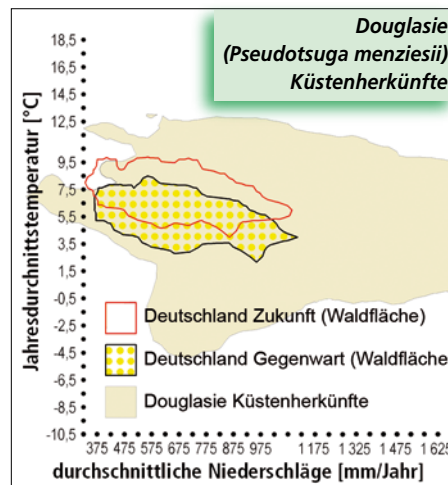 Douglasie
(Pseudotsuga menziesii)
Küstenherkünfte
Jahresdurchnittstemperatur [°C]
18,5
16,5
14,5
12,5
9,5
7,5
5,5
3,5
1,5
-0,5
-2,5
-4,5
-6,5
-8,5
-10,5
Deutschland Zukunft (Waldfläche)
Deutschland Gegenwart (Waldfläche
Douglasie Küstenherkünfte
375 475 575 675 775 875 975 1175 1325 1475 1625
durchschnittliche Niederschläge [mm/Jahr]